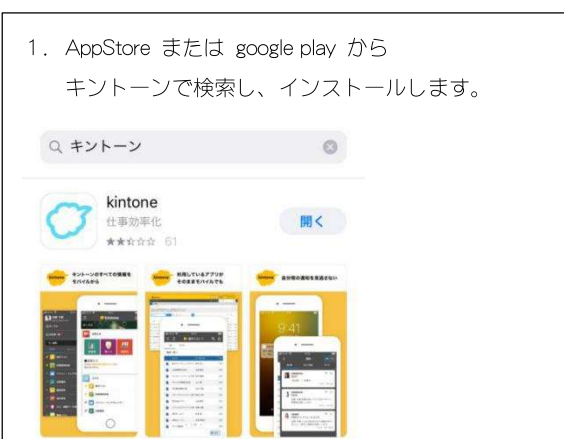 1. AppStore または google play から
キントーンで検索し、インストールします。
キントーン
kintone
仕事効率化
開く
★★☆☆☆ 61
kintone
キントーンのすべての情報を
モバイルから
kintone
利用しているアプリが
そのままモバイルでも
kintone
自分宛の通知を見逃さない
9:41